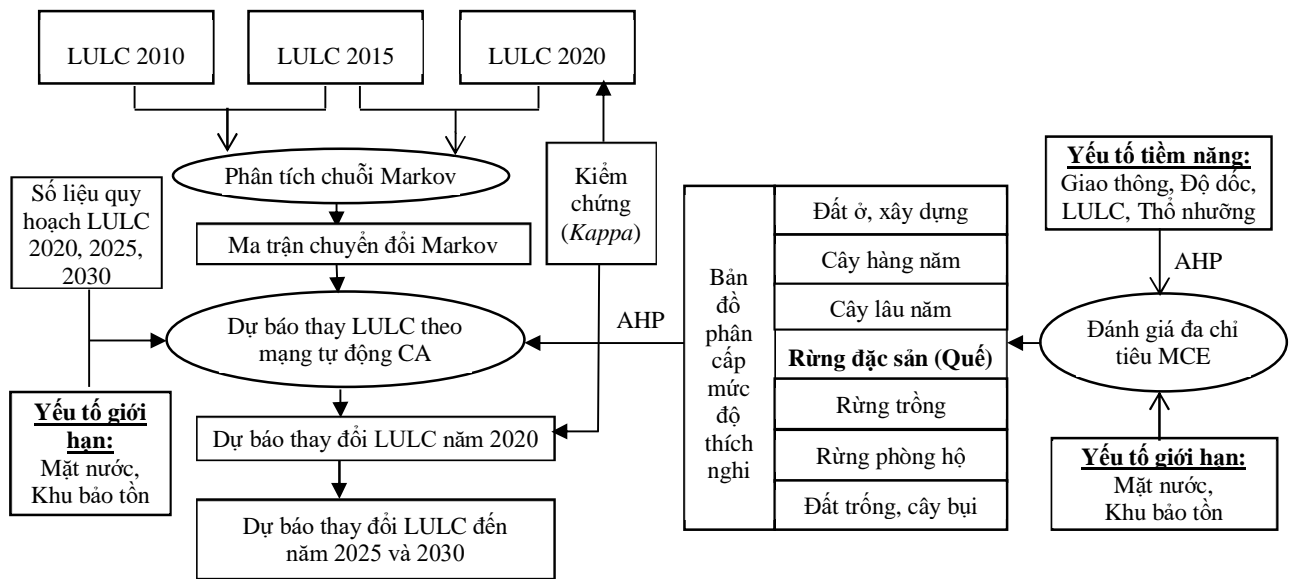 LULC 2010
LULC 2015
LULC 2020
Phân tích chuỗi Markov
Số liệu quy
hoạch LULC
2020, 2025,
2030
Ma trận chuyển đổi Markov
Kiểm
chứng
(Kappa)
Dự báo thay LULC theo
mạng tự động CA
AHP
Yếu tố giới
hạn:
Mặt nước,
Khu bảo tồn
Dự báo thay đổi LULC năm 2020
Dự báo thay đổi LULC đến
năm 2025 và 2030
Bản
đồ
phân
cấp
mức
độ
thích
nghi
Đất ở, xây dựng
Cây hàng năm
Cây lâu năm
Rừng đặc sản (Quế)
Rừng trồng
Rừng phòng hộ
Đất trống, cây bụi
Yếu tố tiềm năng:
Giao thông, Độ dốc,
LULC, Thổ nhưỡng
AHP
Đánh giá đa chỉ
tiêu MCE
Yếu tố giới hạn:
Mặt nước,
Khu bảo tồn